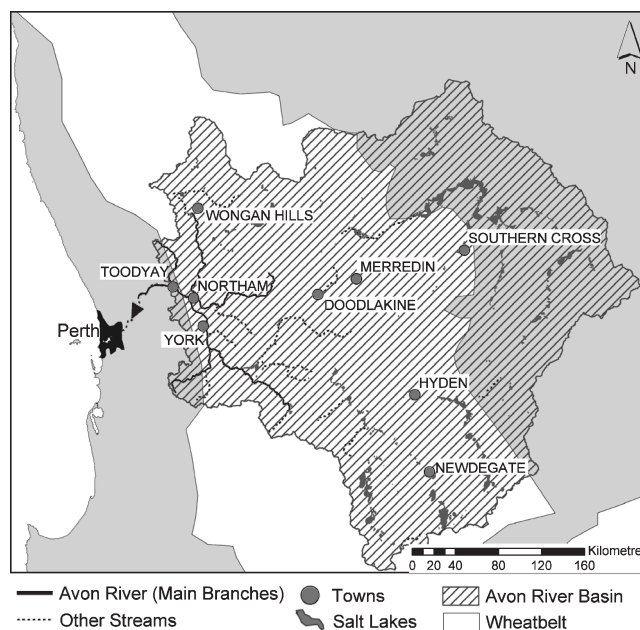 N
WONGAN HILLS
SOUTHERN CROSS
TOODYAY
MERREDIN
NORTHAM
DOODLAKINE
Perth
YORK
HYDEN
NEWDEGATE
Kilometre
0 20 40 80 120 160
Avon River (Main Branches)
Towns
Avon River Basin
Other Streams
Salt Lakes
Wheatbelt